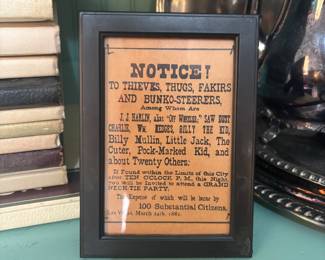 NOTICE!
TO THIEVES, THUGS, FAKIRS
AND BUNKO-STEERERS,
Among Whom Are
J. J. HARLIN, alias "OFF WHEELER;" SAW DUST
CHARLIE, WM. HEDGES, BILLY THE KID,
Billy Mullin, Little Jack, The
Cuter, Pock-Marked Kid, and
about Twenty Others:
If Found within the Limits of this City
after TEN O'CLOCK P. M., this Night,
you will be Invited to attend a GRAND
NECK-TIE PARTY,
The Expense of which will be borne by
100 Substantial Citizens.
Las Vegas, March 24th, 1882.